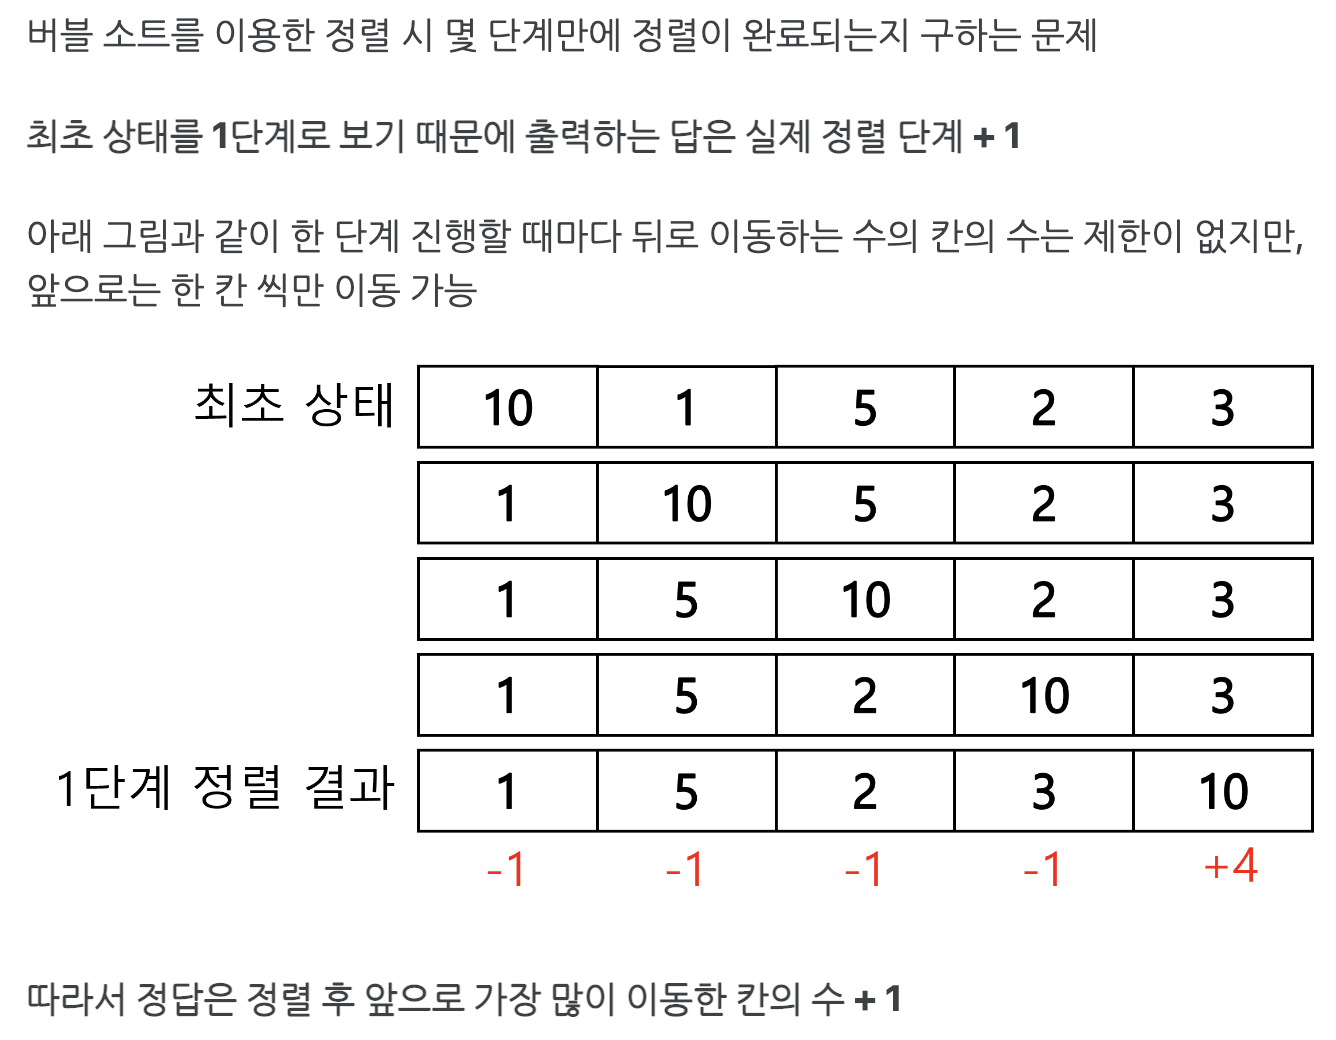 버블 소트를 이용한 정렬 시 몇 단계만에 정렬이 완료되는지 구하는 문제
최초 상태를 1단계로 보기 때문에 출력하는 답은 실제 정렬 단계 + 1
아래 그림과 같이 한 단계 진행할 때마다 뒤로 이동하는 수의 칸의 수는 제한이 없지만,
앞으로는 한 칸 씩만 이동 가능
최초 상태 10 1 5 2 3
1 10 5 2 3
1 5 10 2 3
1 5 2 10 3
1단계 정렬 결과 1 5 2 3 10
-1 -1 -1 -1 +4
따라서 정답은 정렬 후 앞으로 가장 많이 이동한 칸의 수 + 1